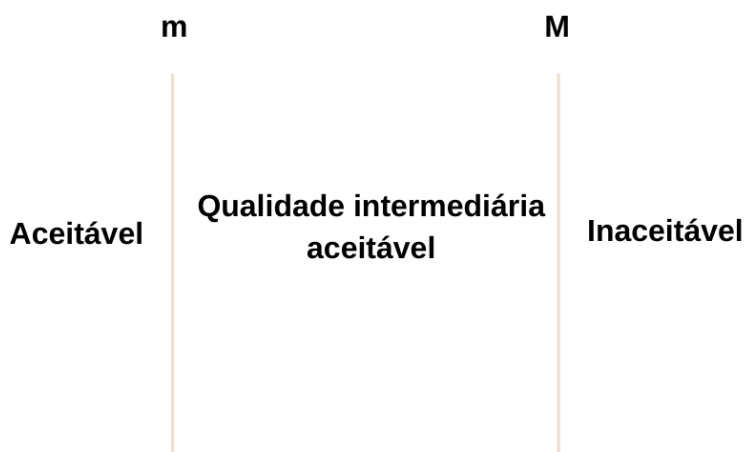 m
M
Aceitável
Qualidade intermediária
aceitável
Inaceitável